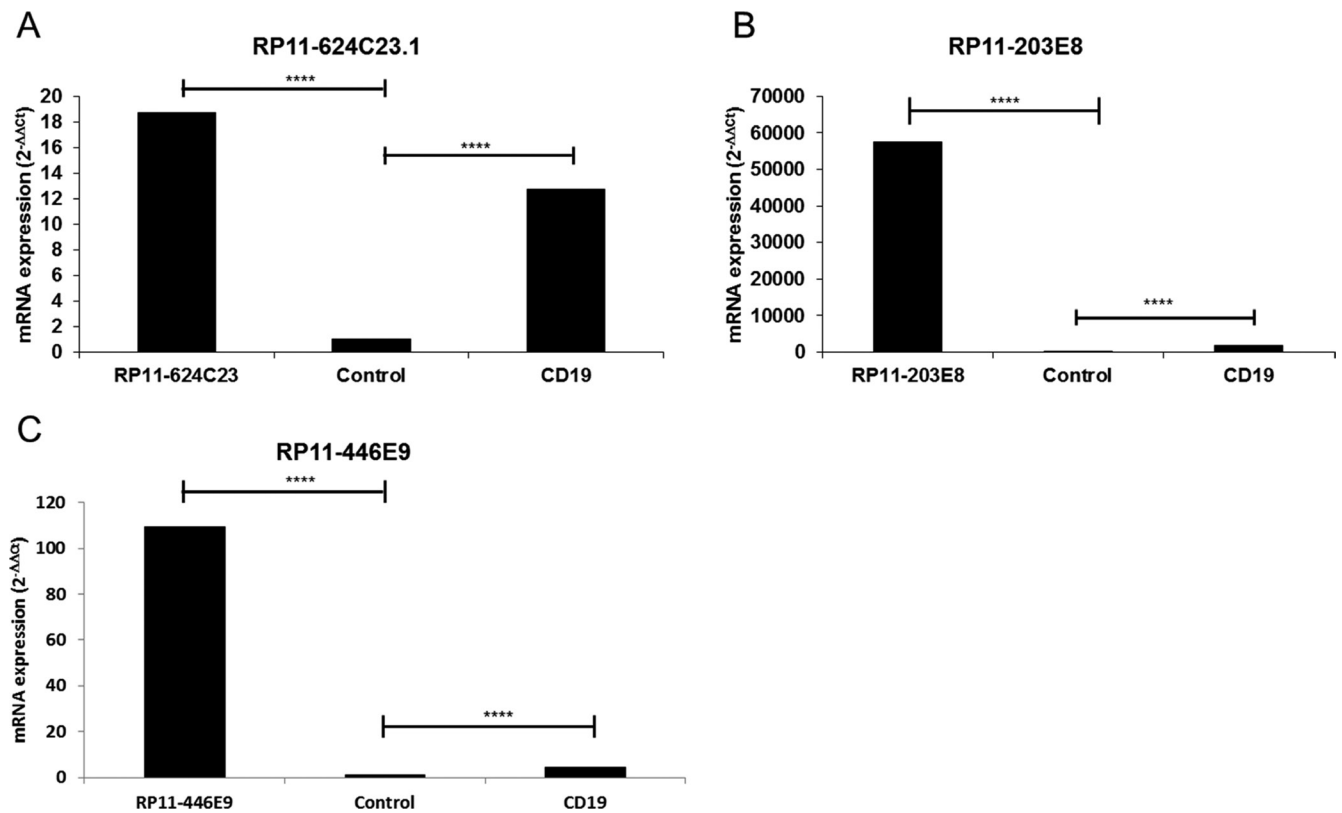 A
RP11-624C23.1
****
****
mRNA expression (2-ΔΔCt)
20
18
16
14
12
10
8
6
4
2
0
RP11-624C23 Control CD19
B
RP11-203E8
****
****
mRNA expression (2-ΔΔCt)
70000
60000
50000
40000
30000
20000
10000
0
RP11-203E8 Control CD19
C
RP11-446E9
****
****
mRNA expression (2-ΔΔCt)
120
100
80
60
40
20
0
RP11-446E9 Control CD19